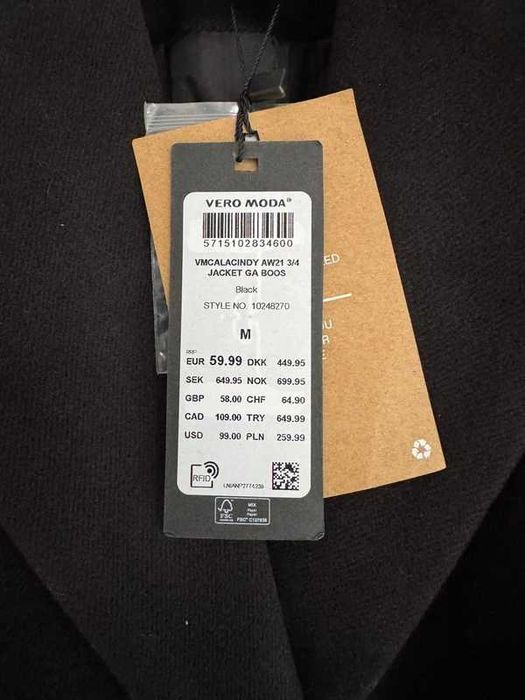 VERO MODA®
5715102834600
VMCALACINDY AW21 3/4
JACKET GA BOOS
Black
STYLE NO. 10248270
M
EUR 59.99 DKK 449.95
SEK 649.95 NOK 699.95
GBP 58.00 CHF 64.90
CAD 109.00 TRY 649.99
USD 99.00 PLN 259.99
RFID
FSC
MIX